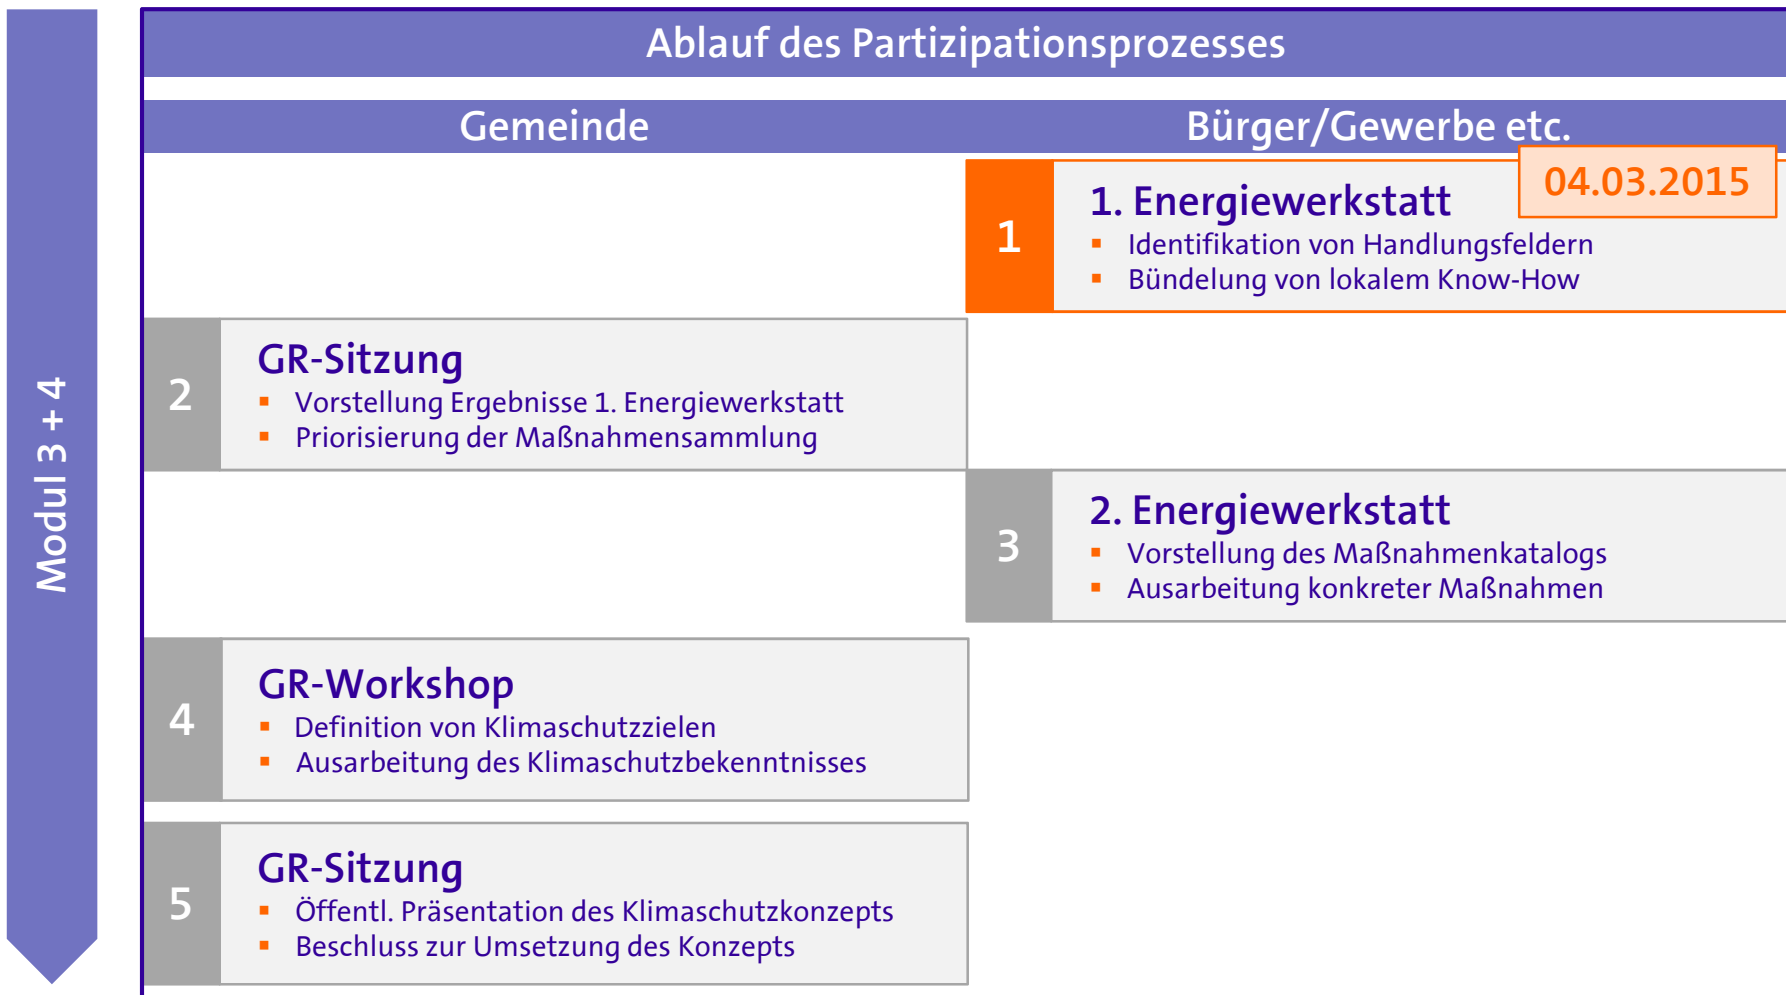 Ablauf des Partizipationsprozesses
Gemeinde
Bürger/Gewerbe etc.
Modul 3 + 4
04.03.2015
1
1. Energiewerkstatt
▪ Identifikation von Handlungsfeldern
▪ Bündelung von lokalem Know-How
2
GR-Sitzung
▪ Vorstellung Ergebnisse 1. Energiewerkstatt
▪ Priorisierung der Maßnahmensammlung
3
2. Energiewerkstatt
▪ Vorstellung des Maßnahmenkatalogs
▪ Ausarbeitung konkreter Maßnahmen
4
GR-Workshop
▪ Definition von Klimaschutzzielen
▪ Ausarbeitung des Klimaschutzbekenntnisses
5
GR-Sitzung
▪ Öffentl. Präsentation des Klimaschutzkonzepts
▪ Beschluss zur Umsetzung des Konzepts